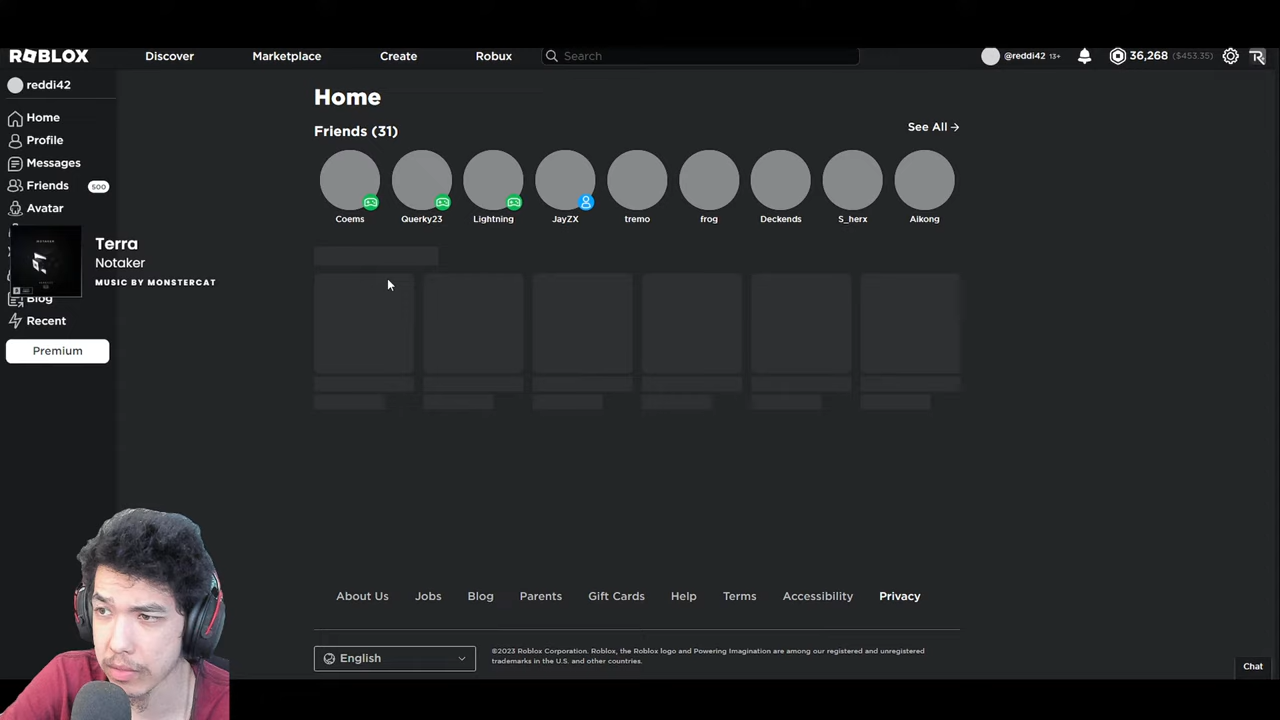 ROBLOX Discover Marketplace Create Robux Search @reddi42 13+ 36,268 ($453.35)
reddi42
Home
Profile
Messages
Friends 500
Avatar
Terra
Notaker
MUSIC BY MONSTERCAT
Blog
Recent
Premium
Home
Friends (31) See All →
Coems Querky23 Lightning JayZX tremo frog Deckends S_herx Aikong
About Us Jobs Blog Parents Gift Cards Help Terms Accessibility Privacy
English
©2023 Roblox Corporation. Roblox, the Roblox logo and Powering Imagination are among our registered and unregistered
trademarks in the U.S. and other countries.
Chat